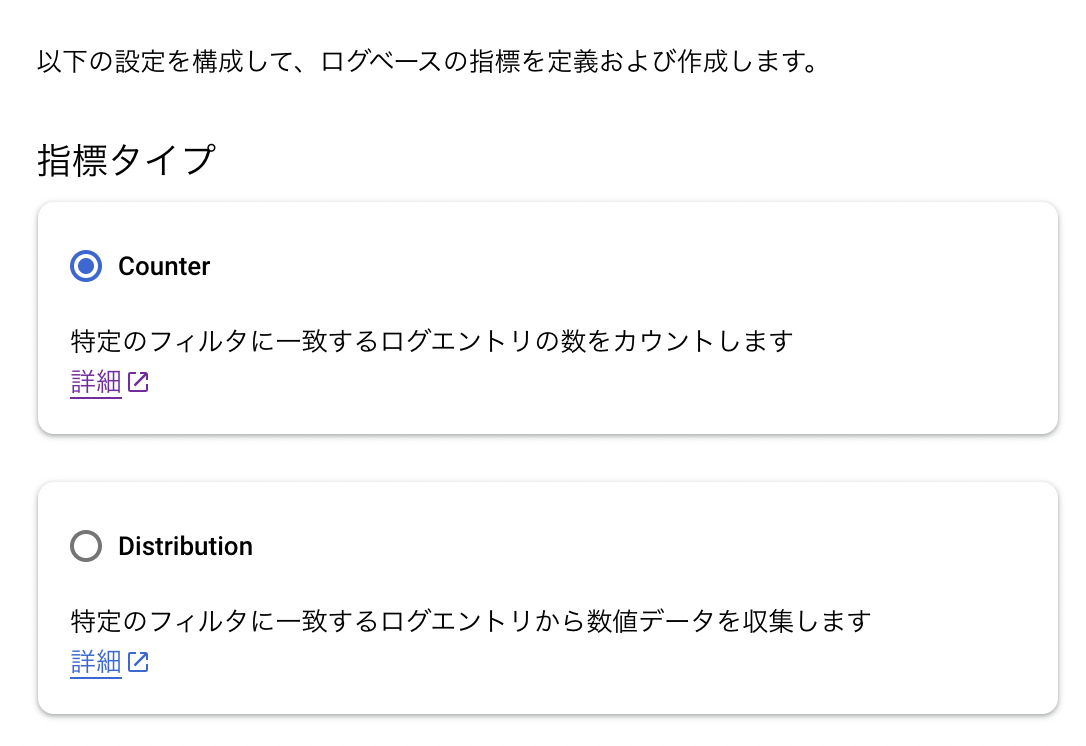 以下の設定を構成して、ログベースの指標を定義および作成します。
指標タイプ
Counter
特定のフィルタに一致するログエントリの数をカウントします
詳細
Distribution
特定のフィルタに一致するログエントリから数値データを収集します
詳細